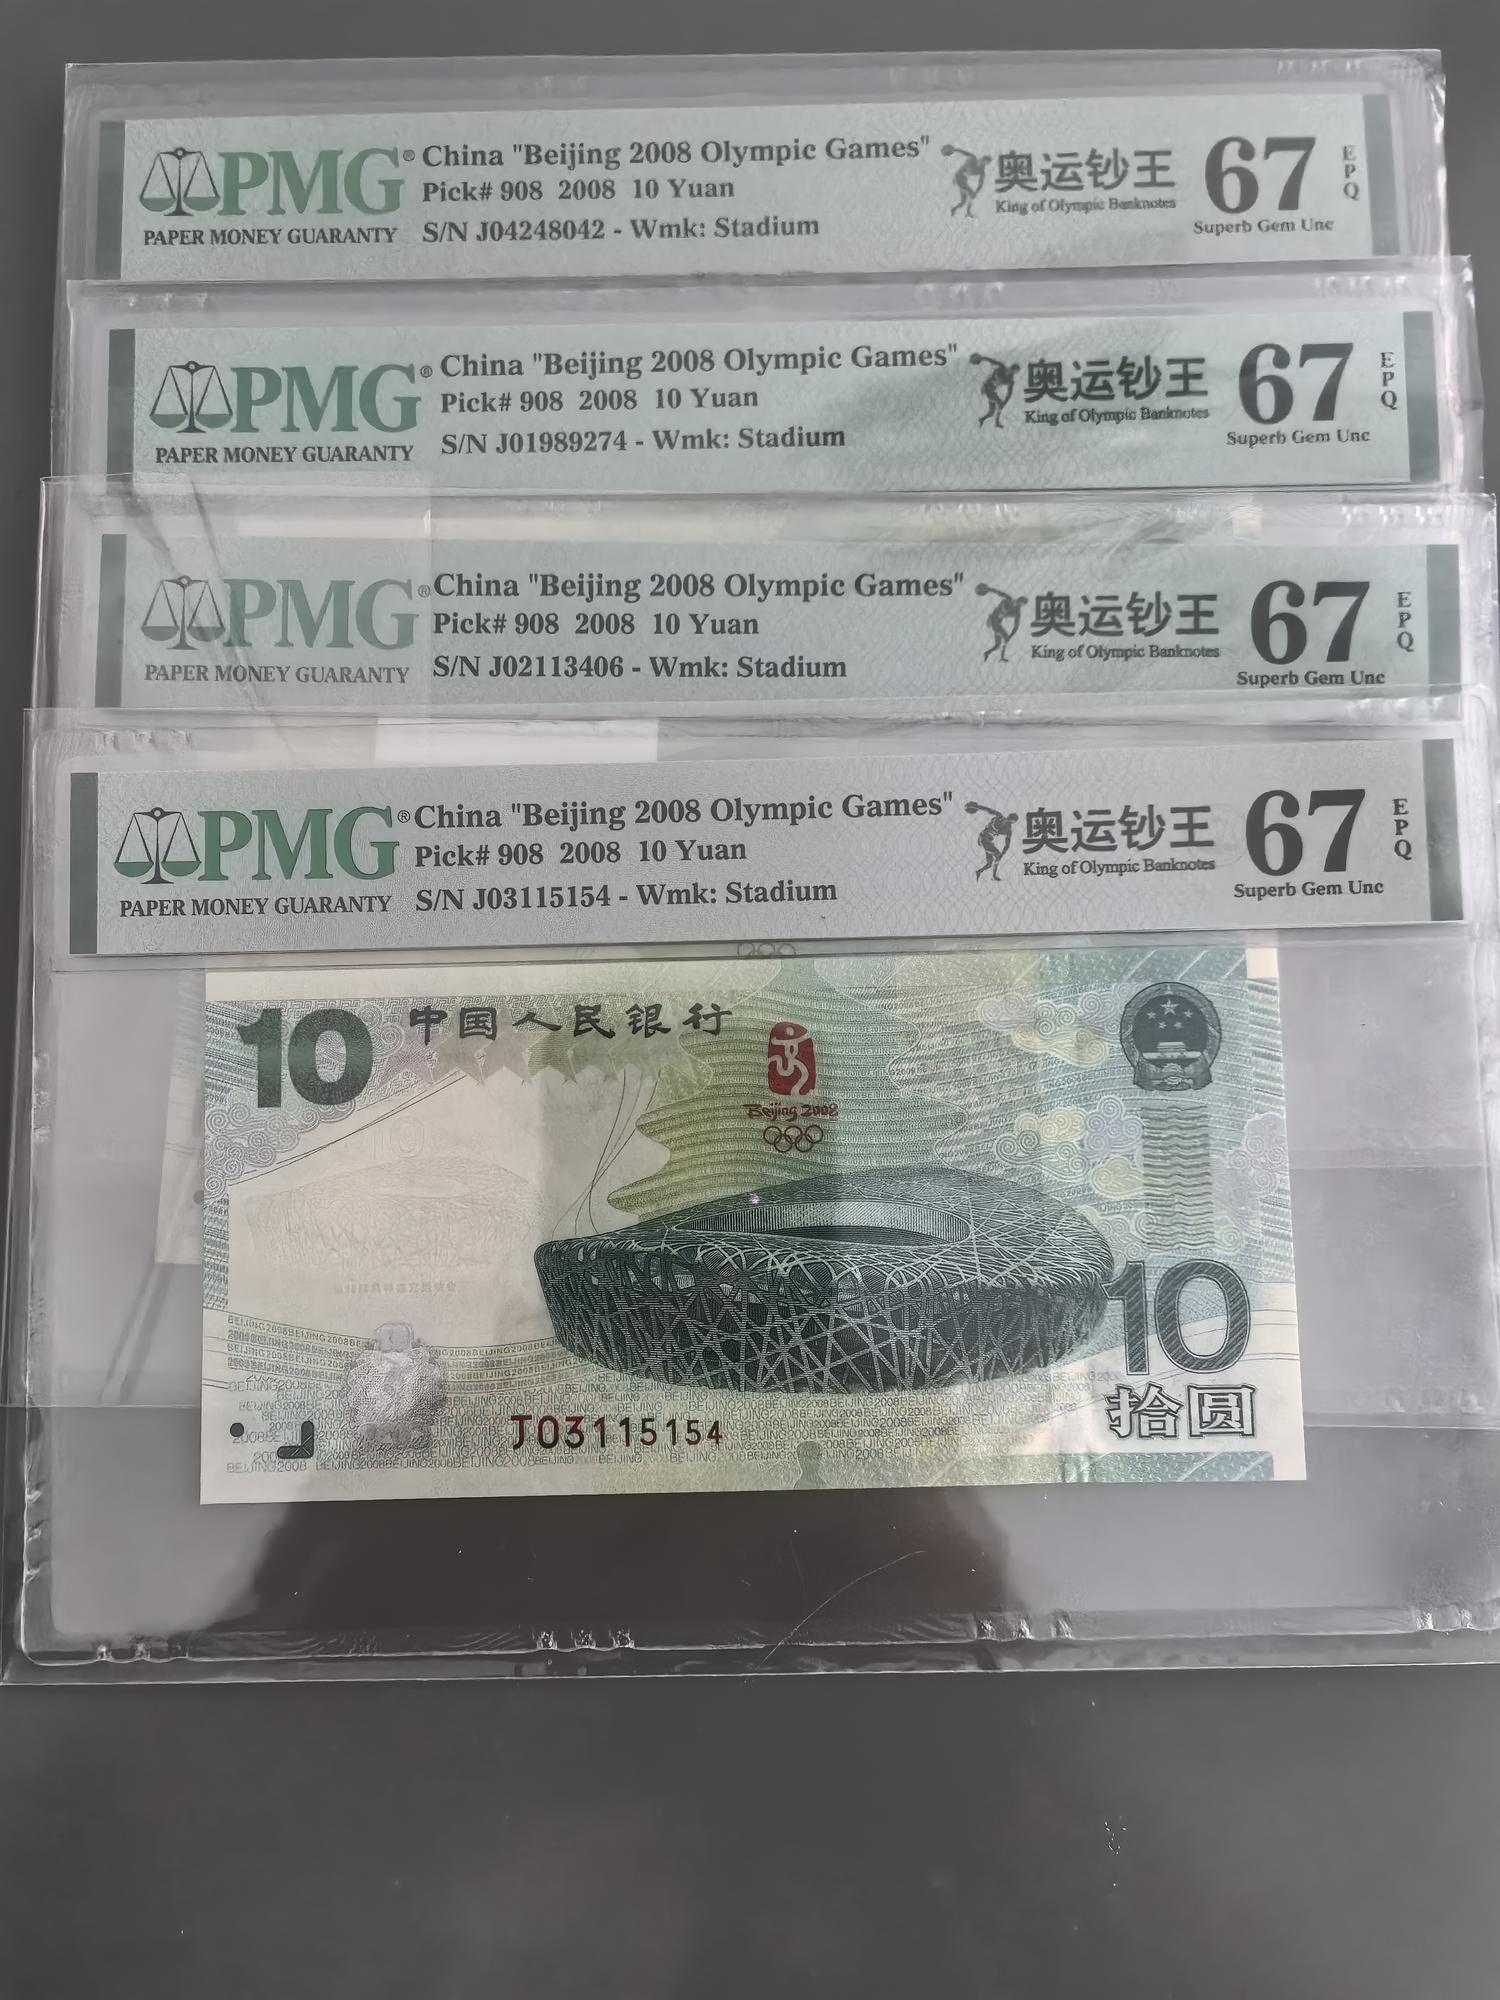 PMG®
PAPER MONEY GUARANTY
China "Beijing 2008 Olympic Games"
Pick# 908 2008 10 Yuan
S/N J04248042 - Wmk: Stadium
奥运钞王
King of Olympic Banknotes
67
EPQ
Superb Gem Unc
PMG®
PAPER MONEY GUARANTY
China "Beijing 2008 Olympic Games"
Pick# 908 2008 10 Yuan
S/N J01989274 - Wmk: Stadium
奥运钞王
King of Olympic Banknotes
67
EPQ
Superb Gem Unc
PMG®
PAPER MONEY GUARANTY
China "Beijing 2008 Olympic Games"
Pick# 908 2008 10 Yuan
S/N J02113406 - Wmk: Stadium
奥运钞王
King of Olympic Banknotes
67
EPQ
Superb Gem Unc
PMG®
PAPER MONEY GUARANTY
China "Beijing 2008 Olympic Games"
Pick# 908 2008 10 Yuan
S/N J03115154 - Wmk: Stadium
奥运钞王
King of Olympic Banknotes
67
EPQ
Superb Gem Unc
10
中国人民银行
Beijing 2008
10
拾圆
J03115154